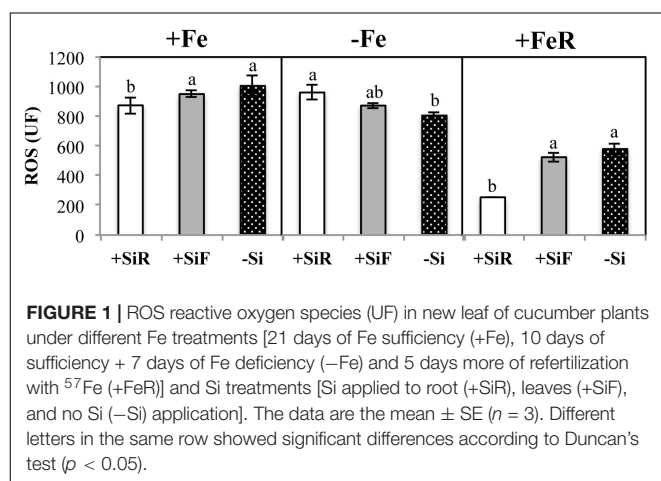 +Fe -Fe +FeR
1200
1000
800
600
400
200
0
ROS (UF)
b a a a ab b b a a
+SiR +SiF -Si +SiR +SiF -Si +SiR +SiF -Si
FIGURE 1 | ROS reactive oxygen species (UF) in new leaf of cucumber plants
under different Fe treatments [21 days of Fe sufficiency (+Fe), 10 days of
sufficiency + 7 days of Fe deficiency (−Fe) and 5 days more of refertilization
with ⁵⁷Fe (+FeR)] and Si treatments [Si applied to root (+SiR), leaves (+SiF),
and no Si (−Si) application]. The data are the mean ± SE (n = 3). Different
letters in the same row showed significant differences according to Duncan’s
test (p < 0.05).